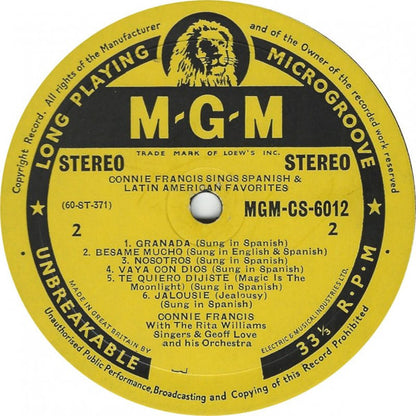 Copyright Record. All rights of the Manufacturer and of the Owner of the recorded work reserved
LONG PLAYING MICROGROOVE
M-G-M
TRADE MARK OF LOEW'S INC.
STEREO STEREO
CONNIE FRANCIS SINGS SPANISH &
LATIN AMERICAN FAVORITES
(60-ST-371) MGM-CS-6012
2 2
1. GRANADA (Sung in Spanish)
2. BESAME MUCHO (Sung in English & Spanish)
3. NOSOTROS (Sung in Spanish)
4. VAYA CON DIOS (Sung in Spanish)
5. TE QUIERO DIJISTE (Magic Is The
Moonlight) (Sung in Spanish)
6. JALOUSIE (Jealousy)
(Sung in Spanish)
CONNIE FRANCIS
With The Rita Williams
Singers & Geoff Love
and his Orchestra
MADE IN GREAT BRITAIN BY ELECTRIC & MUSICAL INDUSTRIES LTD.
UNBREAKABLE 33⅓ R.P.M
Unauthorised Public Performance, Broadcasting and Copying of this Record Prohibited